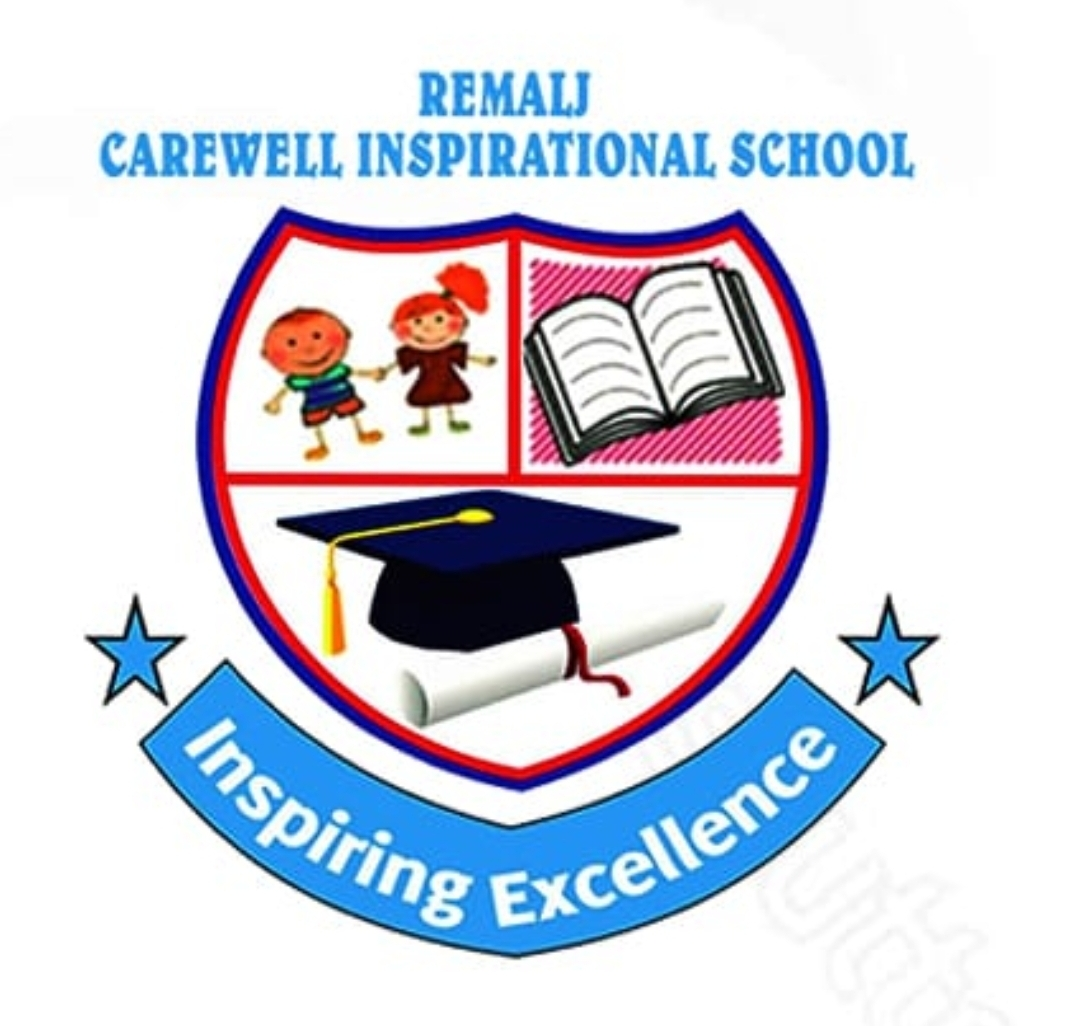 REMALJ
CAREWELL INSPIRATIONAL SCHOOL
Inspiring Excellence